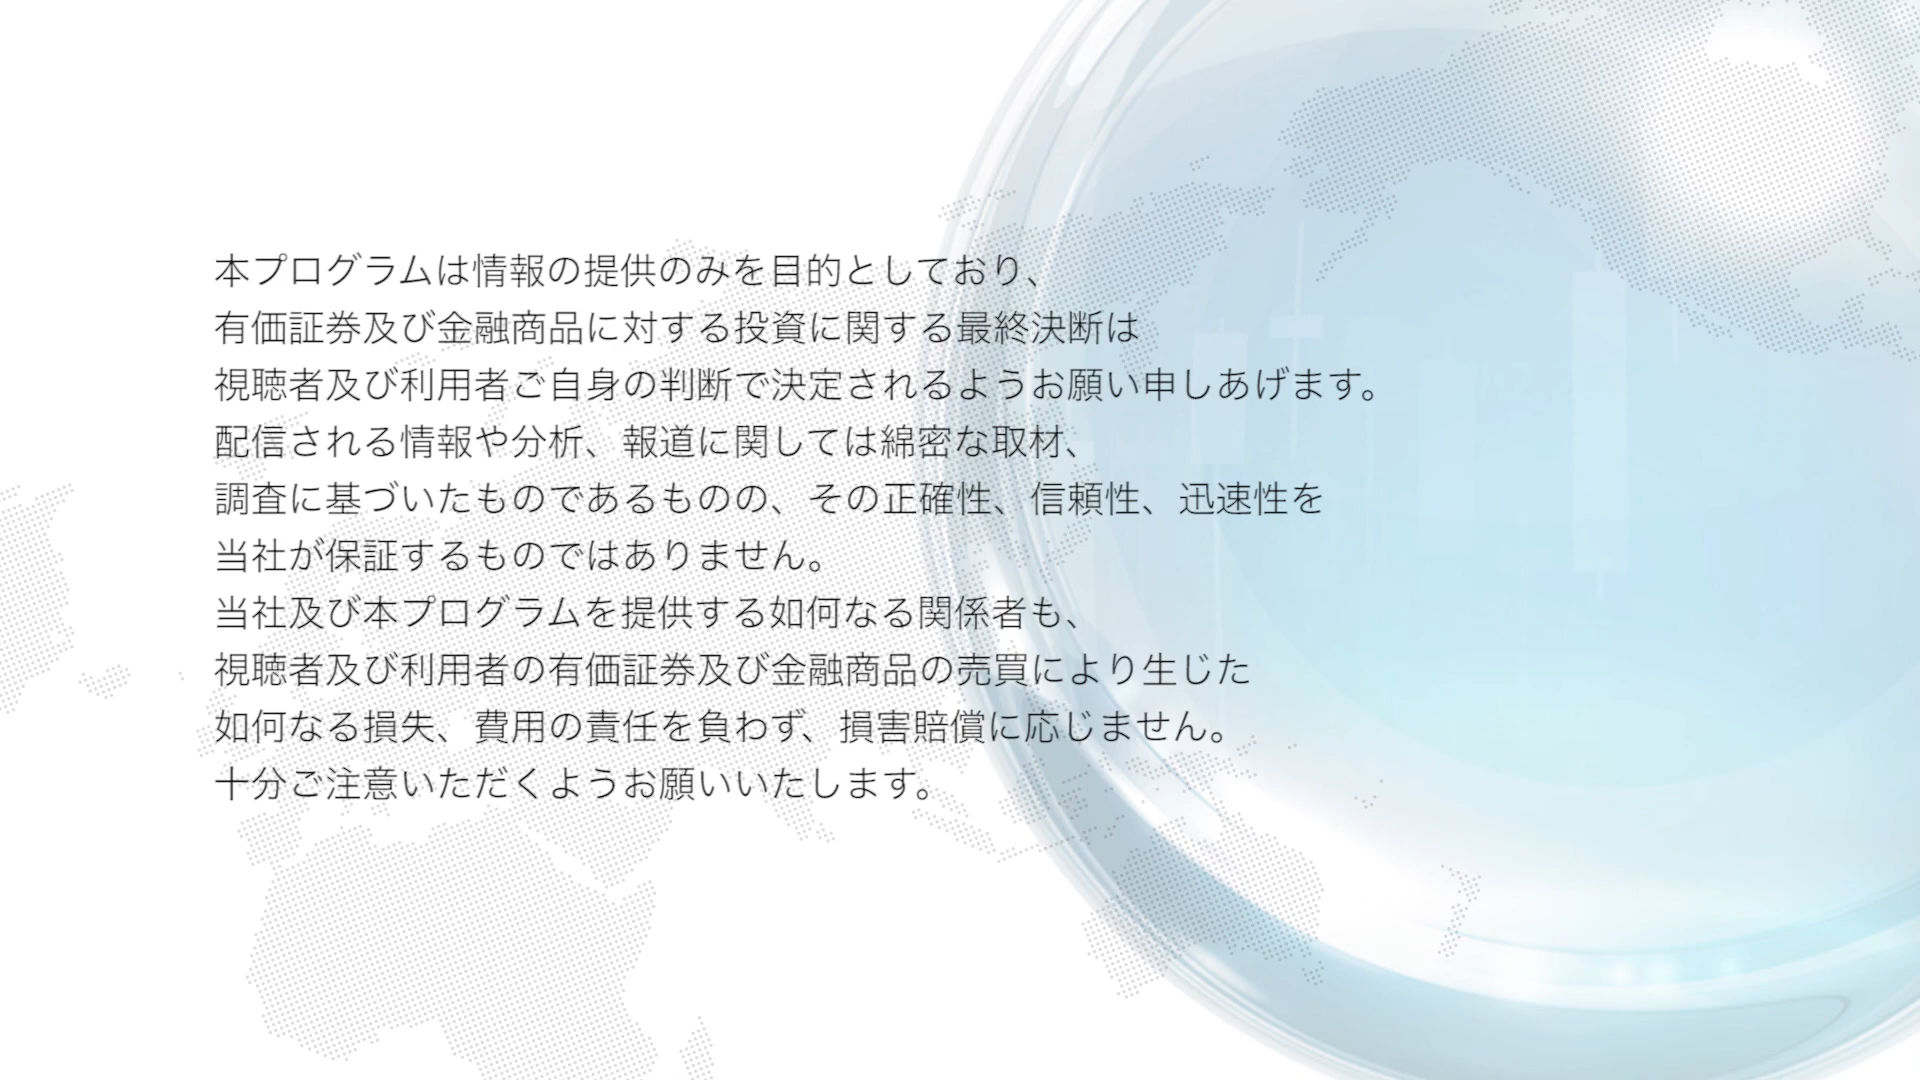 本プログラムは情報の提供のみを目的としており、
有価証券及び金融商品に対する投資に関する最終決断は
視聴者及び利用者ご自身の判断で決定されるようお願い申しあげます。
配信される情報や分析、報道に関しては綿密な取材、
調査に基づいたものであるものの、その正確性、信頼性、迅速性を
当社が保証するものではありません。
当社及び本プログラムを提供する如何なる関係者も、
視聴者及び利用者の有価証券及び金融商品の売買により生じた
如何なる損失、費用の責任を負わず、損害賠償に応じません。
十分ご注意いただくようお願いいたします。